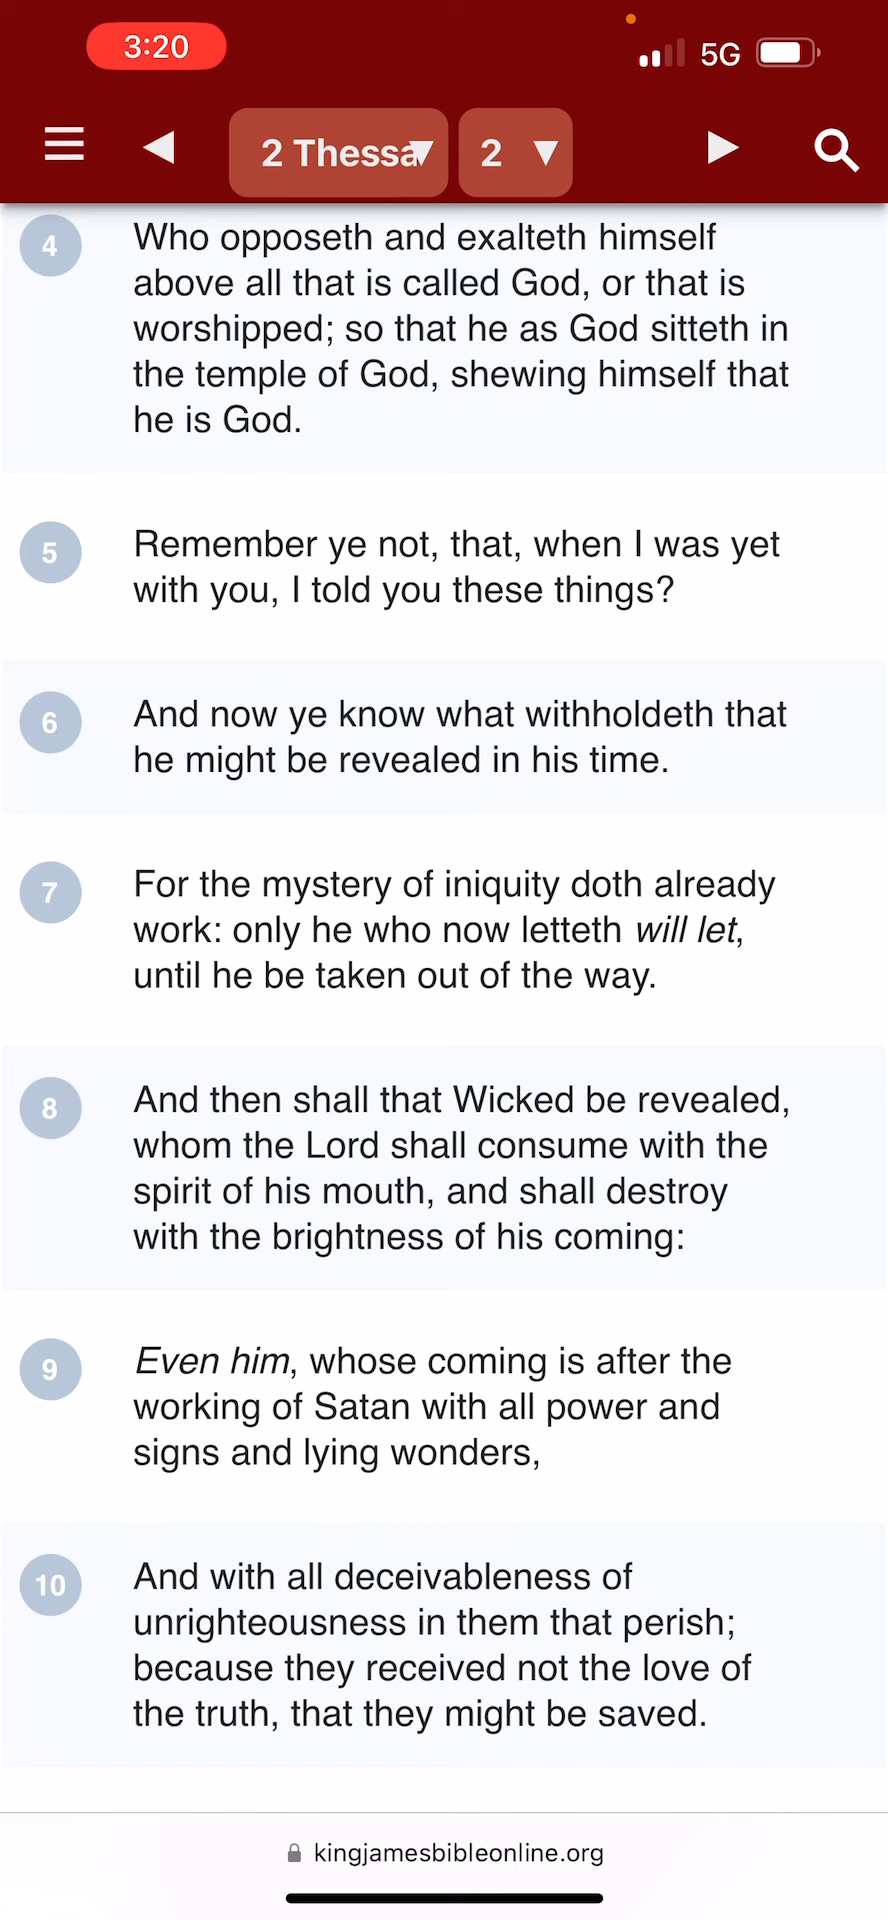 3:20
5G
2 Thessa
2
4
Who opposeth and exalteth himself
above all that is called God, or that is
worshipped; so that he as God sitteth in
the temple of God, shewing himself that
he is God.
5
Remember ye not, that, when I was yet
with you, I told you these things?
6
And now ye know what withholdeth that
he might be revealed in his time.
7
For the mystery of iniquity doth already
work: only he who now letteth will let,
until he be taken out of the way.
8
And then shall that Wicked be revealed,
whom the Lord shall consume with the
spirit of his mouth, and shall destroy
with the brightness of his coming:
9
Even him, whose coming is after the
working of Satan with all power and
signs and lying wonders,
10
And with all deceivableness of
unrighteousness in them that perish;
because they received not the love of
the truth, that they might be saved.
kingjamesbibleonline.org